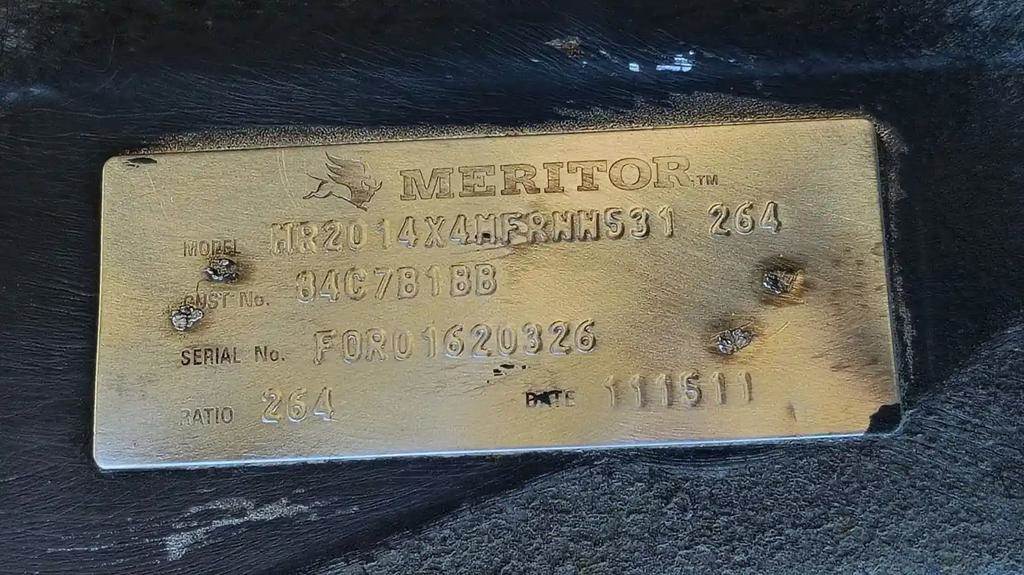 MERITOR™
MODEL MR2014X4MFRNN531 264
CUST No. 84C7B1BB
SERIAL No. FOR01620326
RATIO 264 DATE 111511